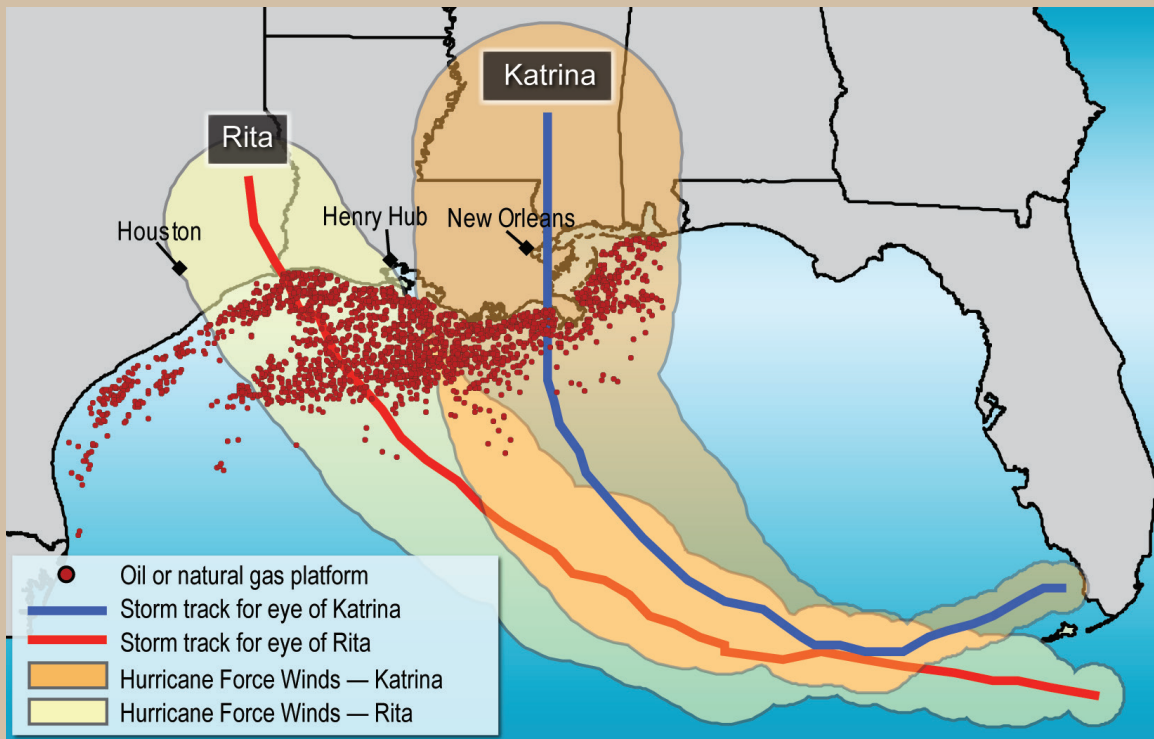 Katrina
Rita
Houston
Henry Hub
New Orleans
Oil or natural gas platform
Storm track for eye of Katrina
Storm track for eye of Rita
Hurricane Force Winds — Katrina
Hurricane Force Winds — Rita